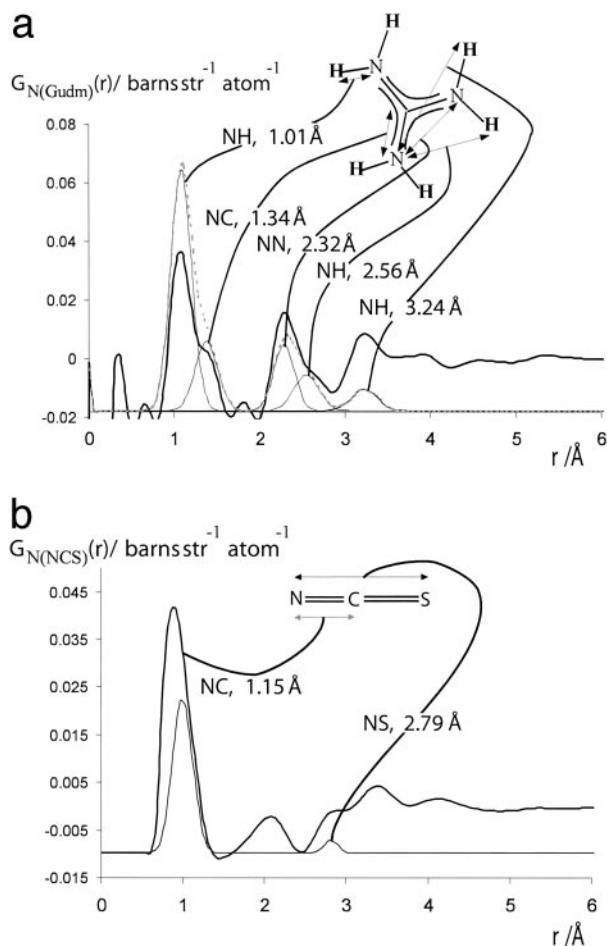 a
G_N(Gudm)(r)/ barns str⁻¹ atom⁻¹
H
H
H N
N
H
N
H
H
0.08
0.06
0.04
0.02
0
-0.02
NH, 1.01 Å
NC, 1.34 Å
NN, 2.32Å
NH, 2.56 Å
NH, 3.24 Å
0 1 2 3 4 5 6
r /Å
b
G_N(NCS)(r)/ barns str⁻¹ atom⁻¹
0.045
0.035
0.025
0.015
0.005
-0.005
-0.015
N C S
NC, 1.15 Å
NS, 2.79 Å
0 1 2 3 4 5 6
r /Å